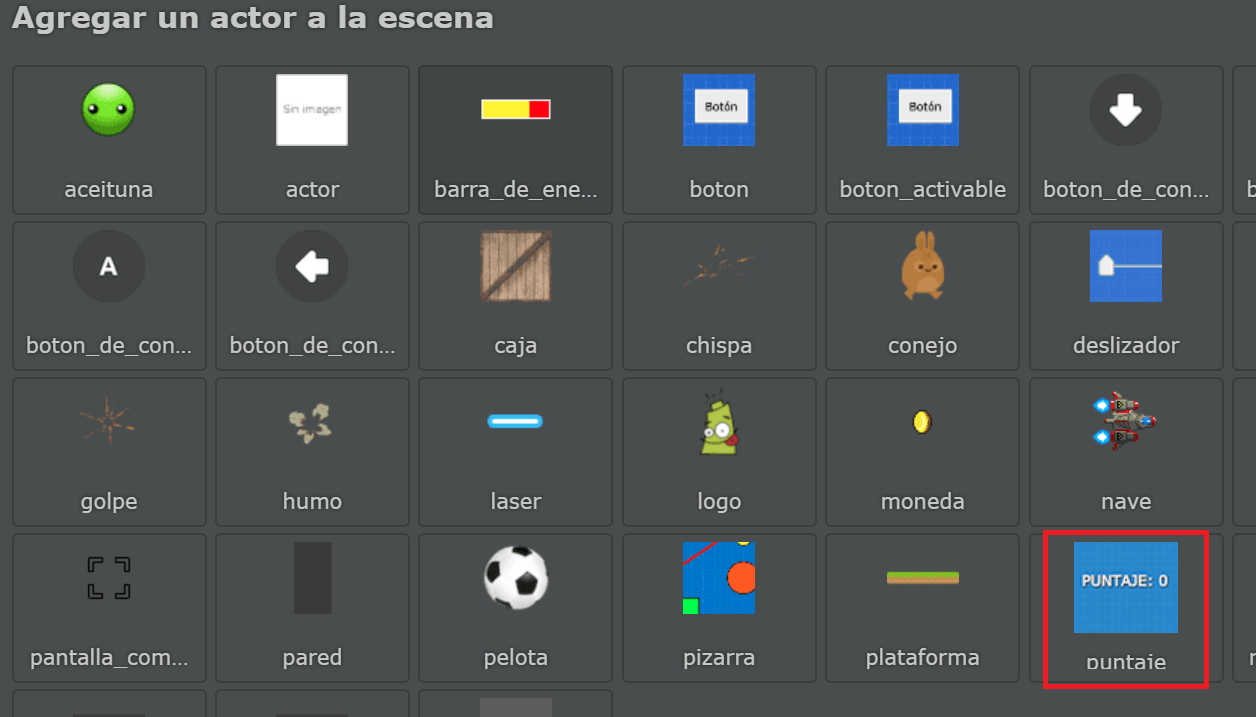 Agregar un actor a la escena
Sin imagen
Botón
Botón
aceituna
actor
barra_de_ene...
boton
boton_activable
boton_de_con...
A
boton_de_con...
boton_de_con...
caja
chispa
conejo
deslizador
golpe
humo
laser
logo
moneda
nave
PUNTAJE: 0
pantalla_com...
pared
pelota
pizarra
plataforma
puntaje